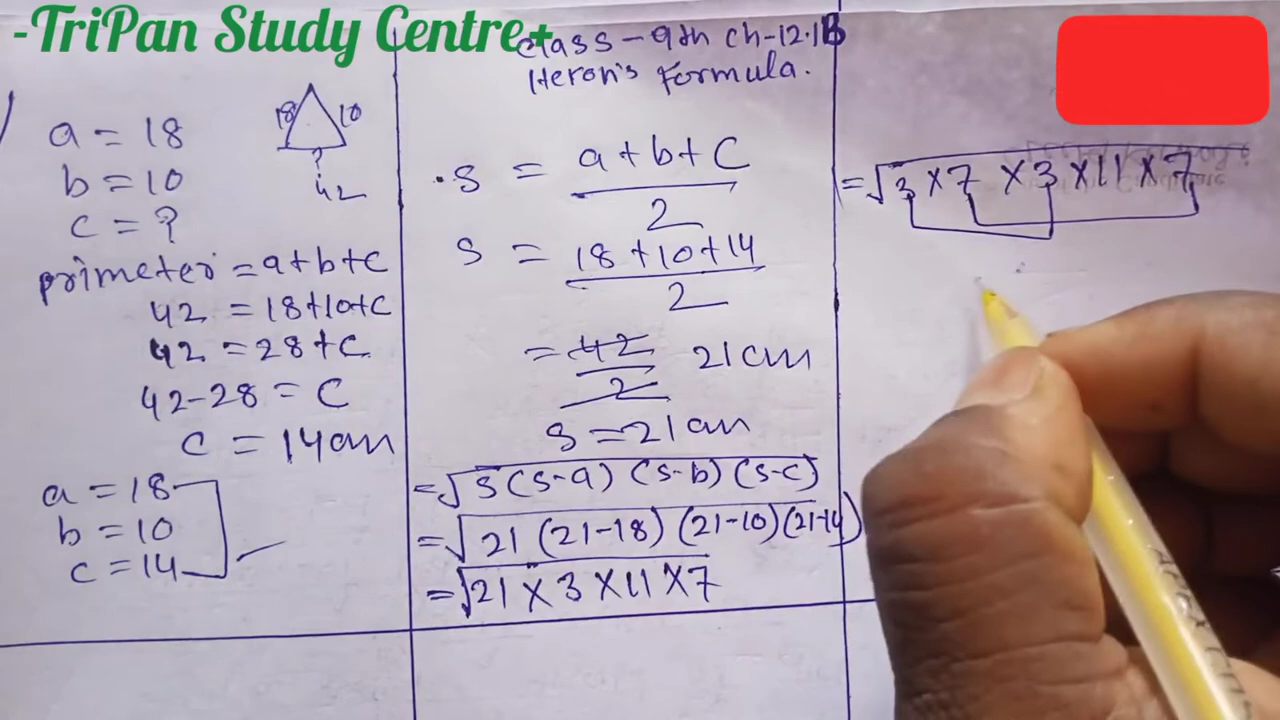 -TriPan Study Centre+
class - 9th ch-12.1B
Heron's Formula.
a = 18
b = 10
c = ?
18 10
?
42
primeter = a+b+c
42 = 18+10+c
42 = 28+c
42-28 = c
c = 14cm
a = 18
b = 10
c = 14
s = a+b+c
2
s = 18+10+14
2
= 42 21cm
2
s = 21cm
= √s(s-a) (s-b) (s-c)
= √21 (21-18) (21-10)(21-14)
= √21 × 3 × 11 × 7
= √3 × 7 × 3 × 11 × 7